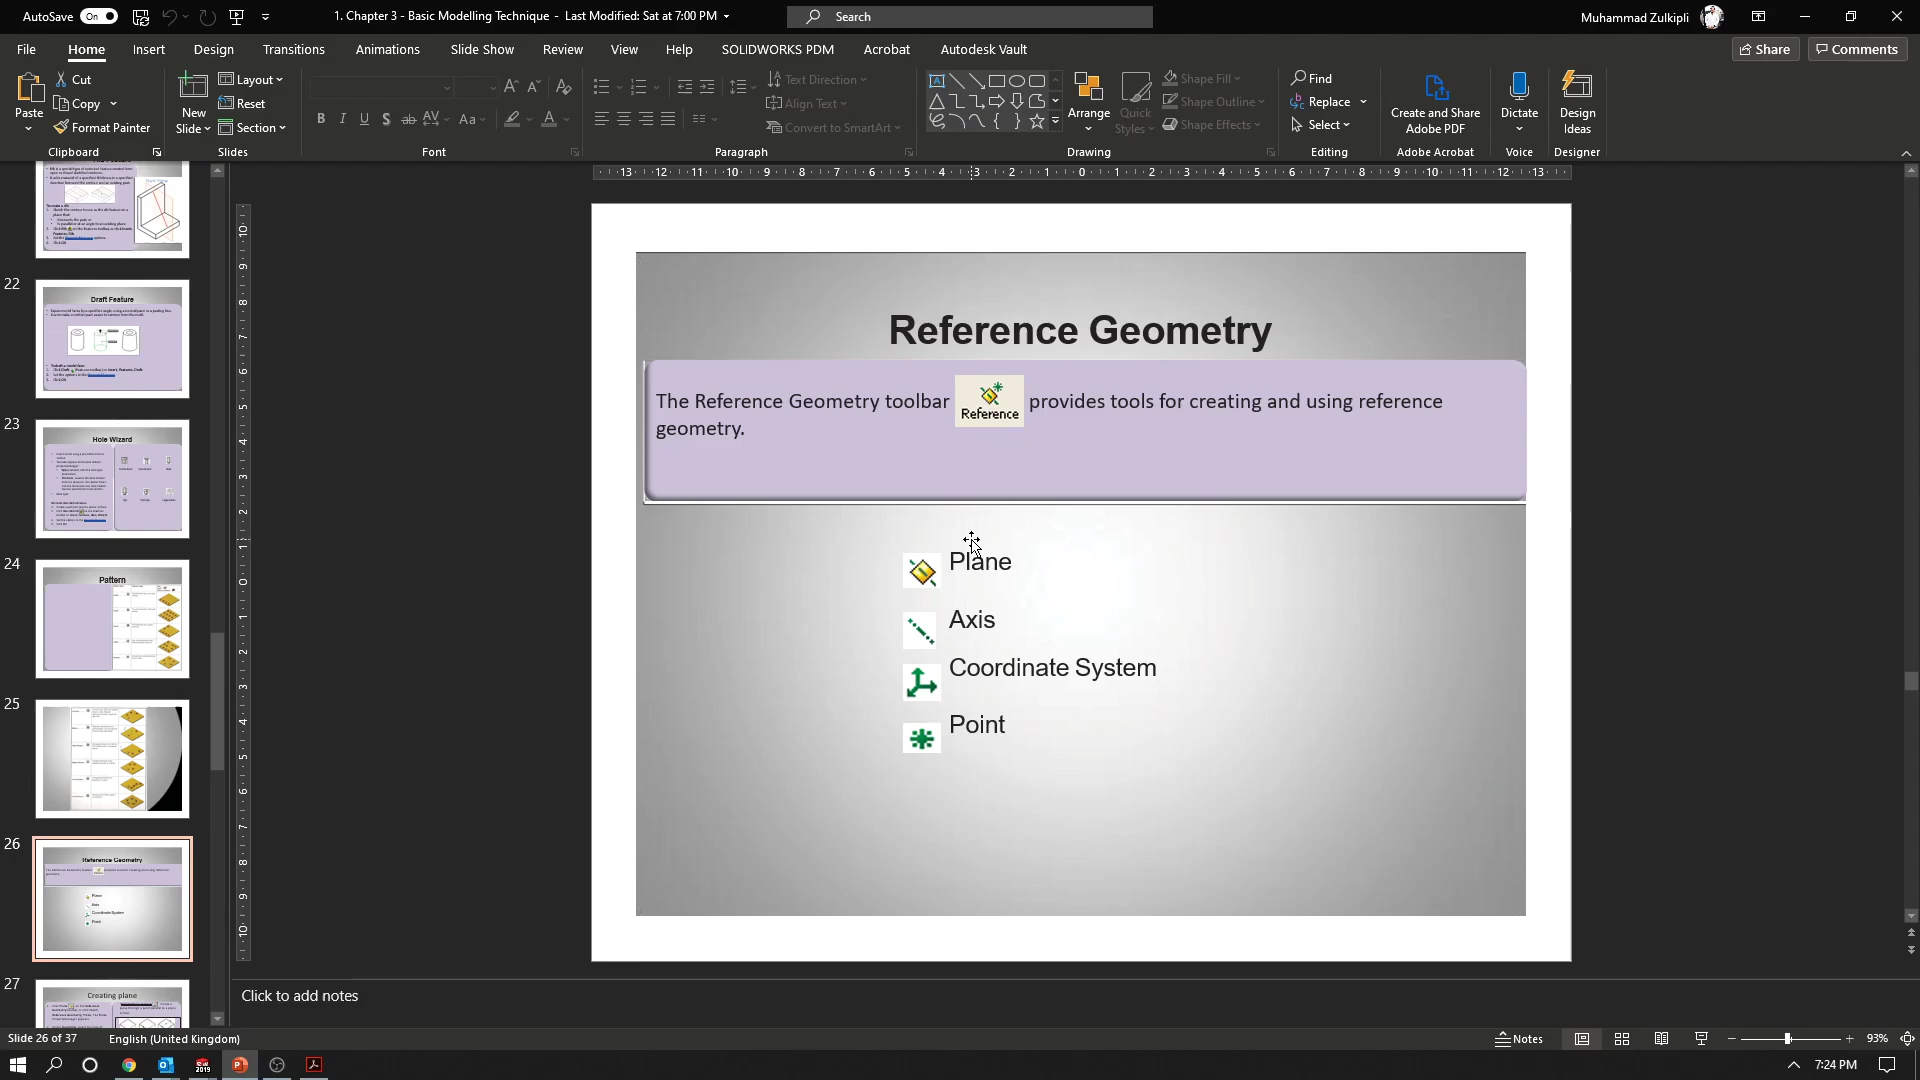 AutoSave On
1. Chapter 3 - Basic Modelling Technique - Last Modified: Sat at 7:00 PM
Search
Muhammad Zulkipli
File Home Insert Design Transitions Animations Slide Show Review View Help SOLIDWORKS PDM Acrobat Autodesk Vault
Share Comments
Paste
Cut
Copy
Format Painter
Clipboard
New Slide
Layout
Reset
Section
Slides
Font
Text Direction
Align Text
Convert to SmartArt
Paragraph
Arrange
Quick Styles
Shape Fill
Shape Outline
Shape Effects
Drawing
Find
Replace
Select
Editing
Create and Share Adobe PDF
Adobe Acrobat
Dictate
Voice
Design Ideas
Designer
22
Draft Feature
23
Hole Wizard
24
Pattern
25
26
Reference Geometry
Plane
Axis
Coordinate System
Point
27
Creating plane
Reference Geometry
The Reference Geometry toolbar Reference provides tools for creating and using reference
geometry.
Plane
Axis
Coordinate System
Point
Click to add notes
Slide 26 of 37 English (United Kingdom)
Notes
93%
2019
7:24 PM